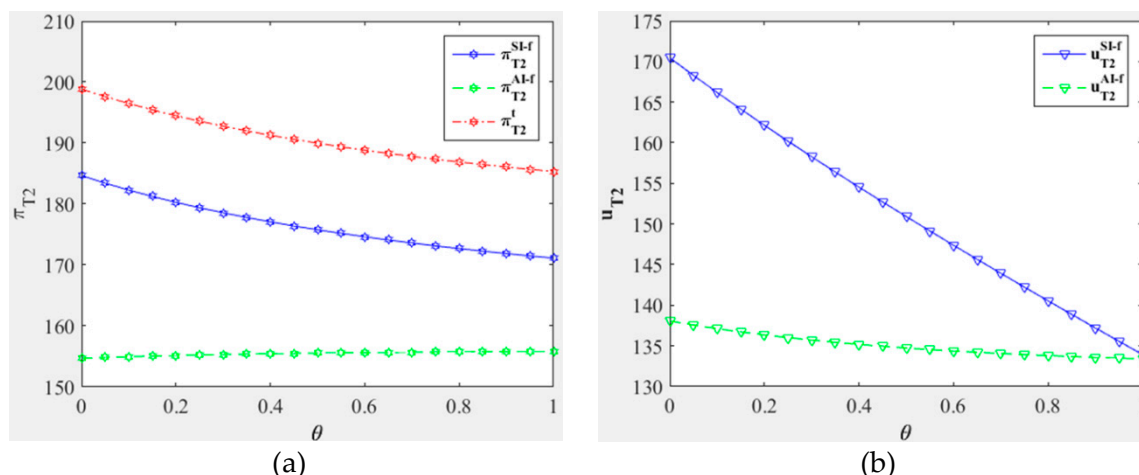 210
200
190
180
170
160
150
π_T2
0
0.2
0.4
0.6
0.8
1
θ
π_T2^SI-f
π_T2^AI-f
π_T2^t
(a)
175
170
165
160
155
150
145
140
135
130
u_T2
0
0.2
0.4
0.6
0.8
θ
u_T2^SI-f
u_T2^AI-f
(b)